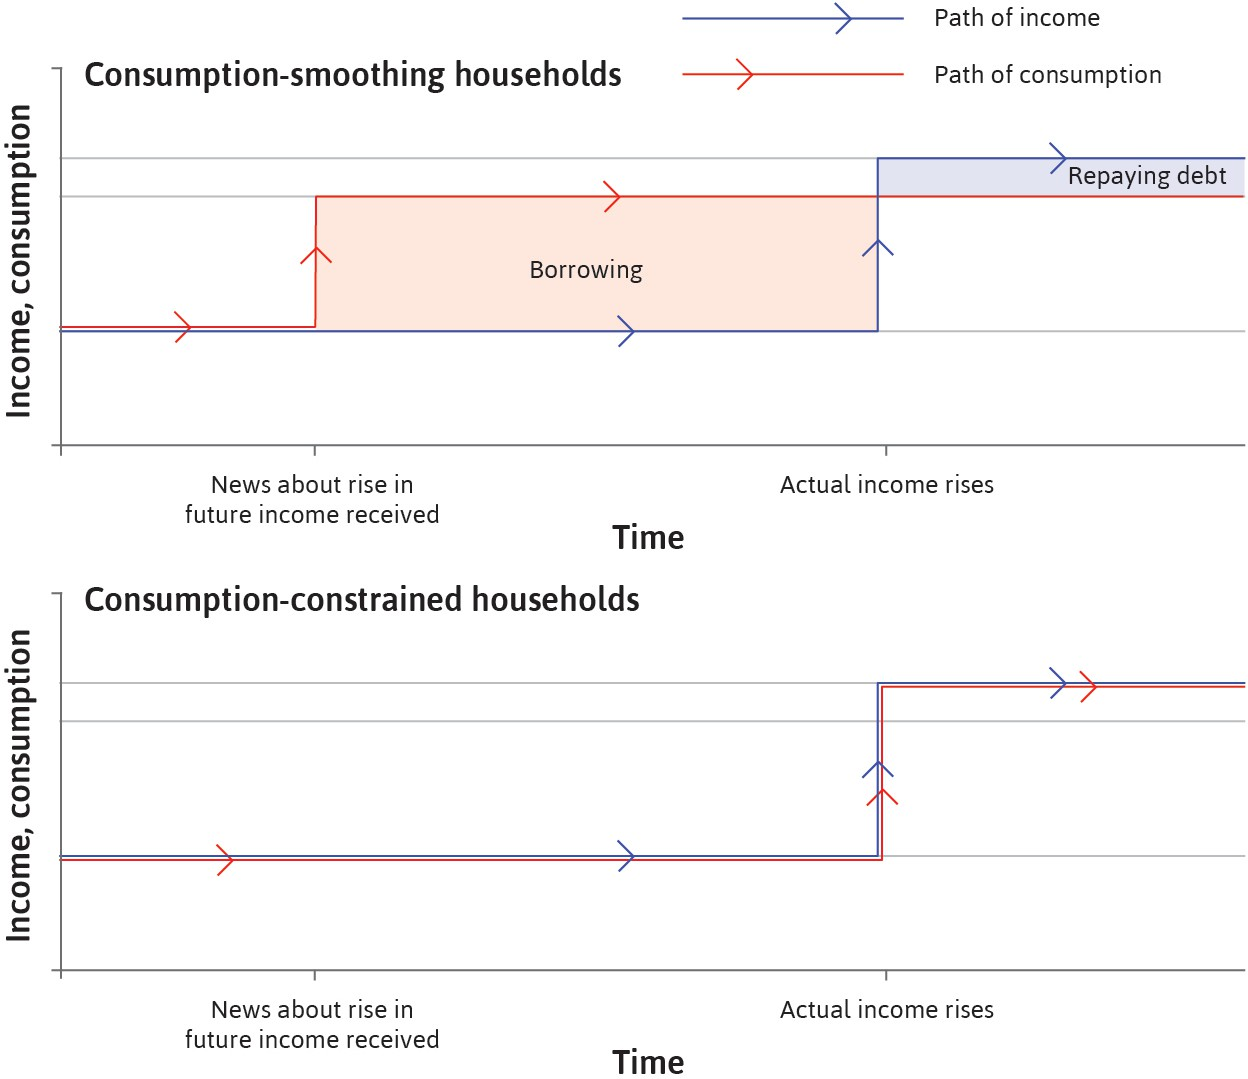 Path of income
Path of consumption
Consumption-smoothing households
Income, consumption
Repaying debt
Borrowing
News about rise in
future income received
Actual income rises
Time
Consumption-constrained households
Income, consumption
News about rise in
future income received
Actual income rises
Time